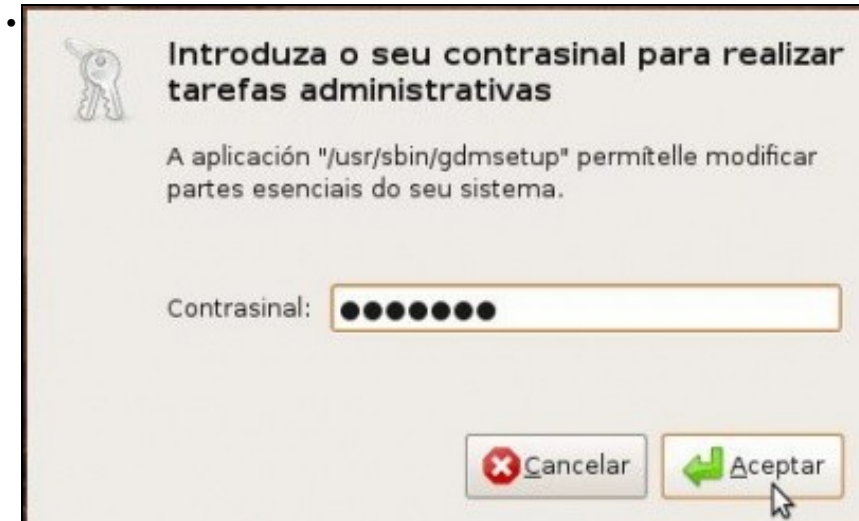 Introduza o seu contrasinal para realizar
tarefas administrativas
A aplicación "/usr/sbin/gdmsetup" permítelle modificar
partes esenciais do seu sistema.
Contrasinal: ●●●●●●●
Cancelar
Aceptar